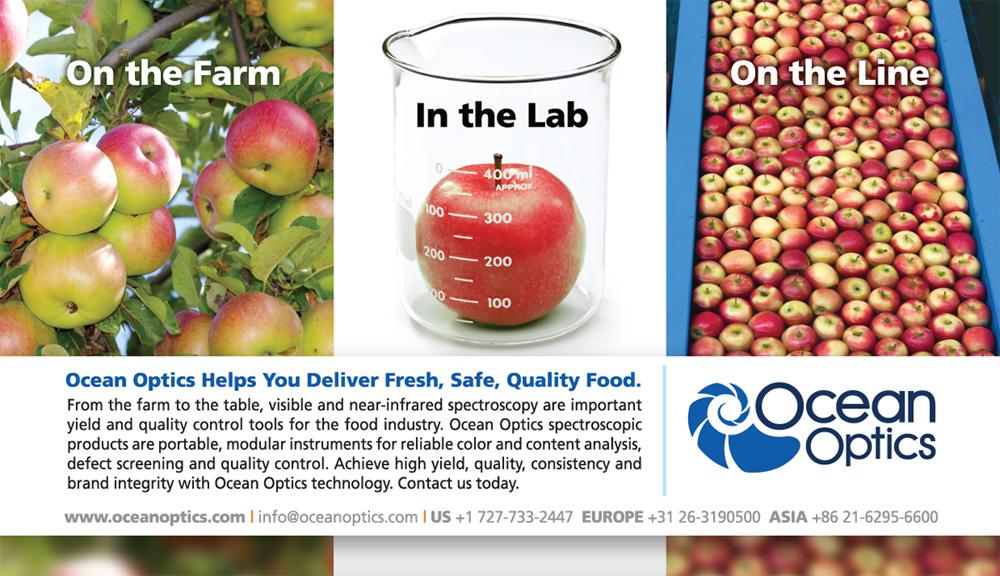 On the Farm
In the Lab
On the Line
0
400 ml
APPROX.
100
300
200
200
100
Ocean Optics Helps You Deliver Fresh, Safe, Quality Food.
From the farm to the table, visible and near-infrared spectroscopy are important
yield and quality control tools for the food industry. Ocean Optics spectroscopic
products are portable, modular instruments for reliable color and content analysis,
defect screening and quality control. Achieve high yield, quality, consistency and
brand integrity with Ocean Optics technology. Contact us today.
Ocean
Optics
www.oceanoptics.com | info@oceanoptics.com | US +1 727-733-2447 EUROPE +31 26-3190500 ASIA +86 21-6295-6600